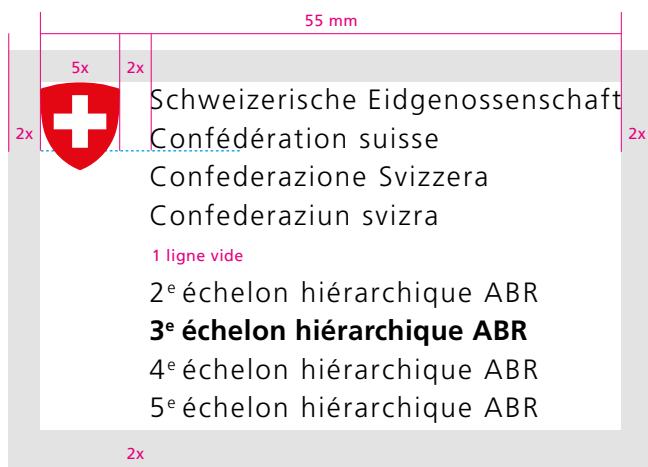 55 mm
5x 2x
2x 2x
Schweizerische Eidgenossenschaft
Confédération suisse
Confederazione Svizzera
Confederaziun svizra
1 ligne vide
2ᵉ échelon hiérarchique ABR
3ᵉ échelon hiérarchique ABR
4ᵉ échelon hiérarchique ABR
5ᵉ échelon hiérarchique ABR
2x